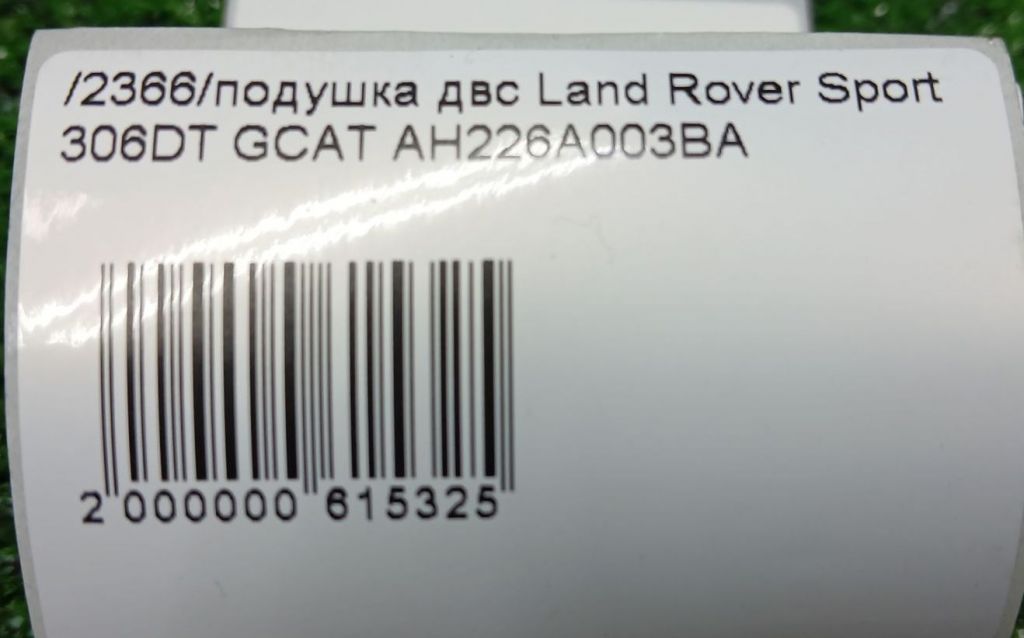 /2366/подушка двс Land Rover Sport
306DT GCAT AH226A003BA
2 000000 615325